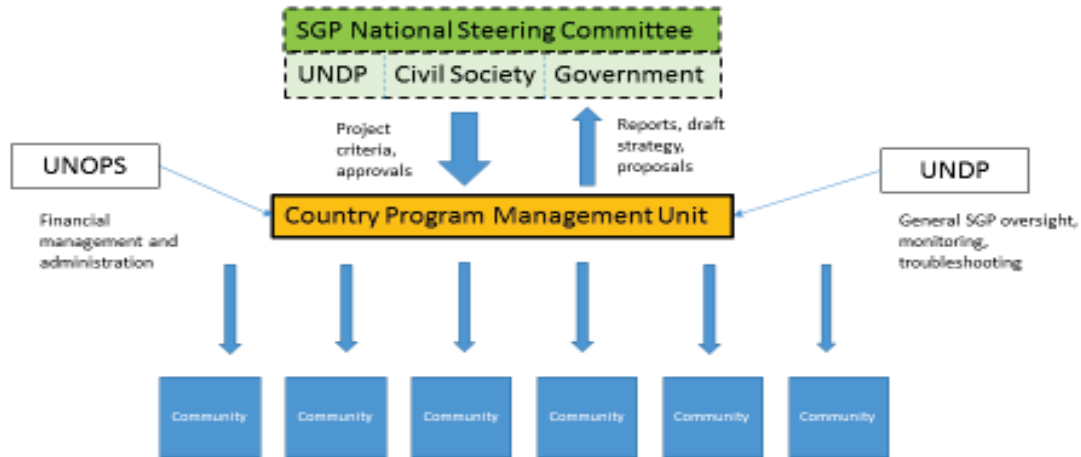 SGP National Steering Committee
UNDP
Civil Society
Government
Project
criteria,
approvals
Reports, draft
strategy,
proposals
UNOPS
UNDP
Financial
management and
administration
Country Program Management Unit
General SGP oversight,
monitoring,
troubleshooting
Community
Community
Community
Community
Community
Community